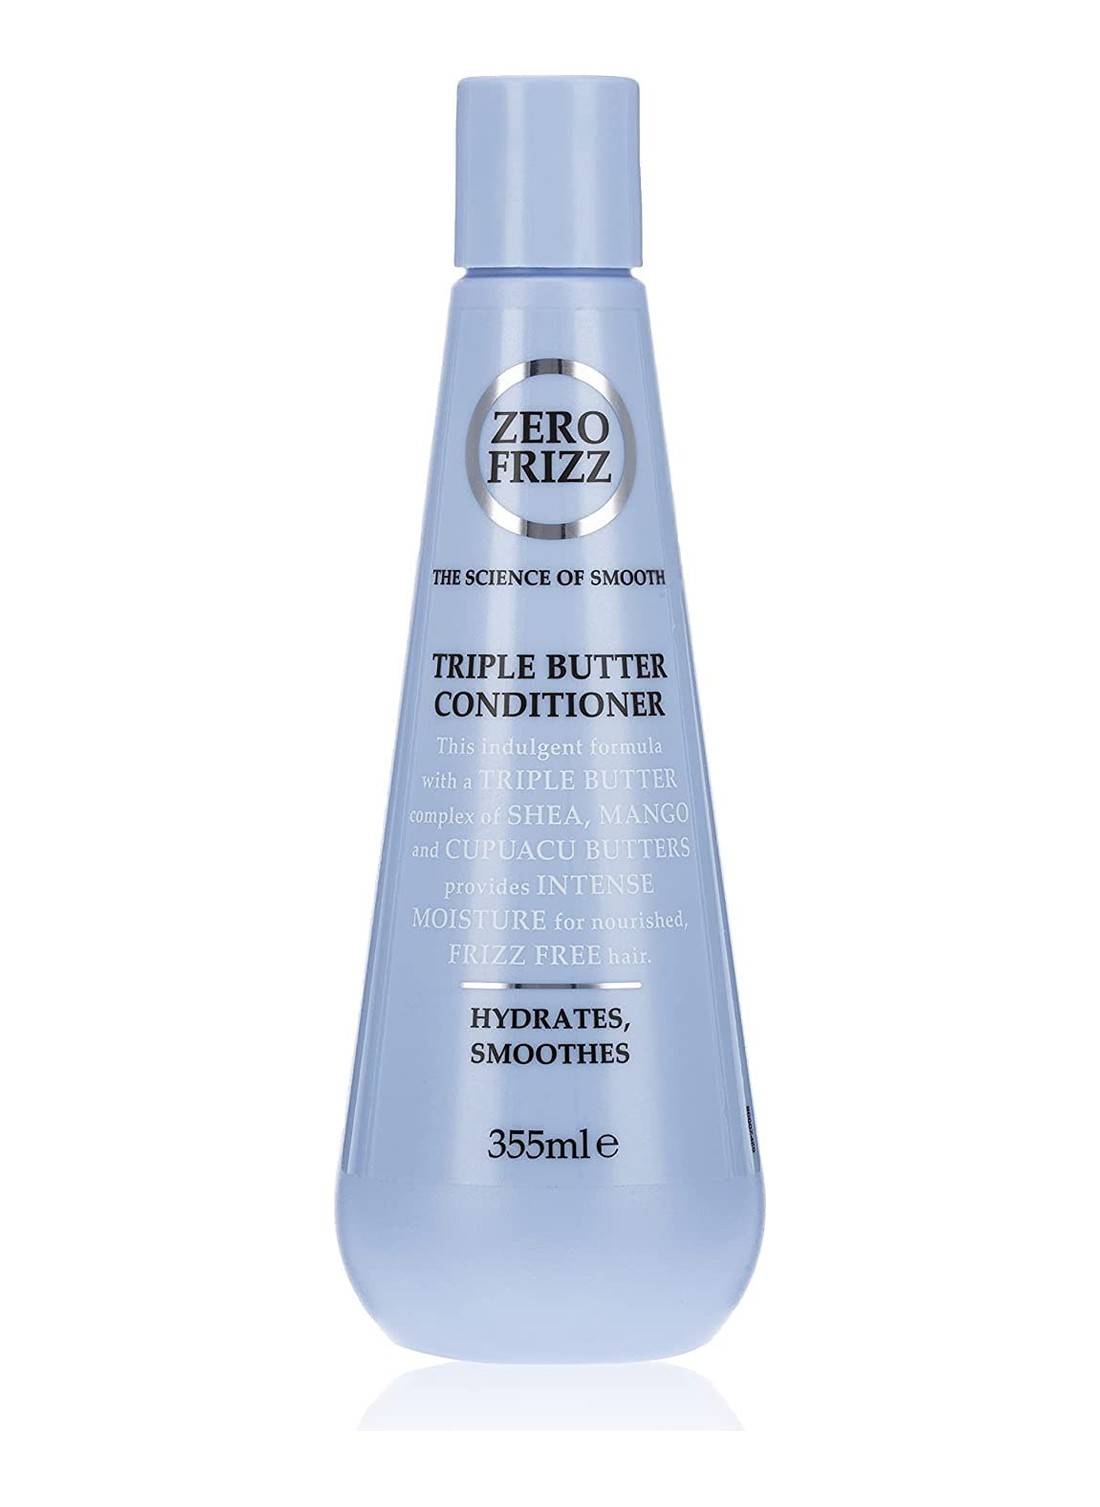 ZERO
FRIZZ
THE SCIENCE OF SMOOTH
TRIPLE BUTTER
CONDITIONER
This indulgent formula
with a TRIPLE BUTTER
complex of SHEA, MANGO
and CUPUACU BUTTERS
provides INTENSE
MOISTURE for nourished,
FRIZZ FREE hair.
HYDRATES,
SMOOTHES
355ml e